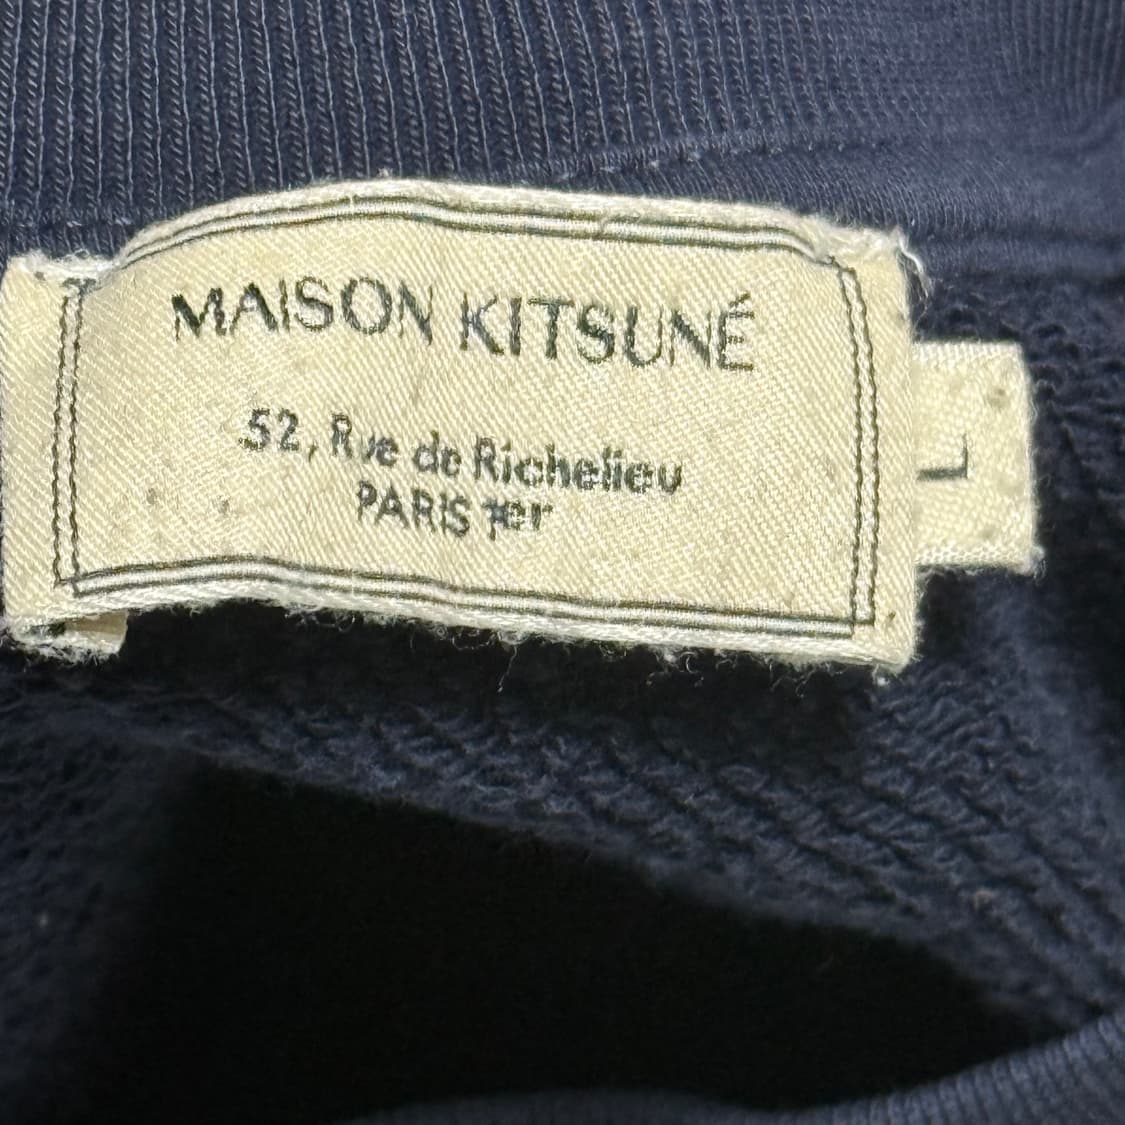 MAISON KITSUNÉ
52, Rue de Richelieu
PARIS 1er
L